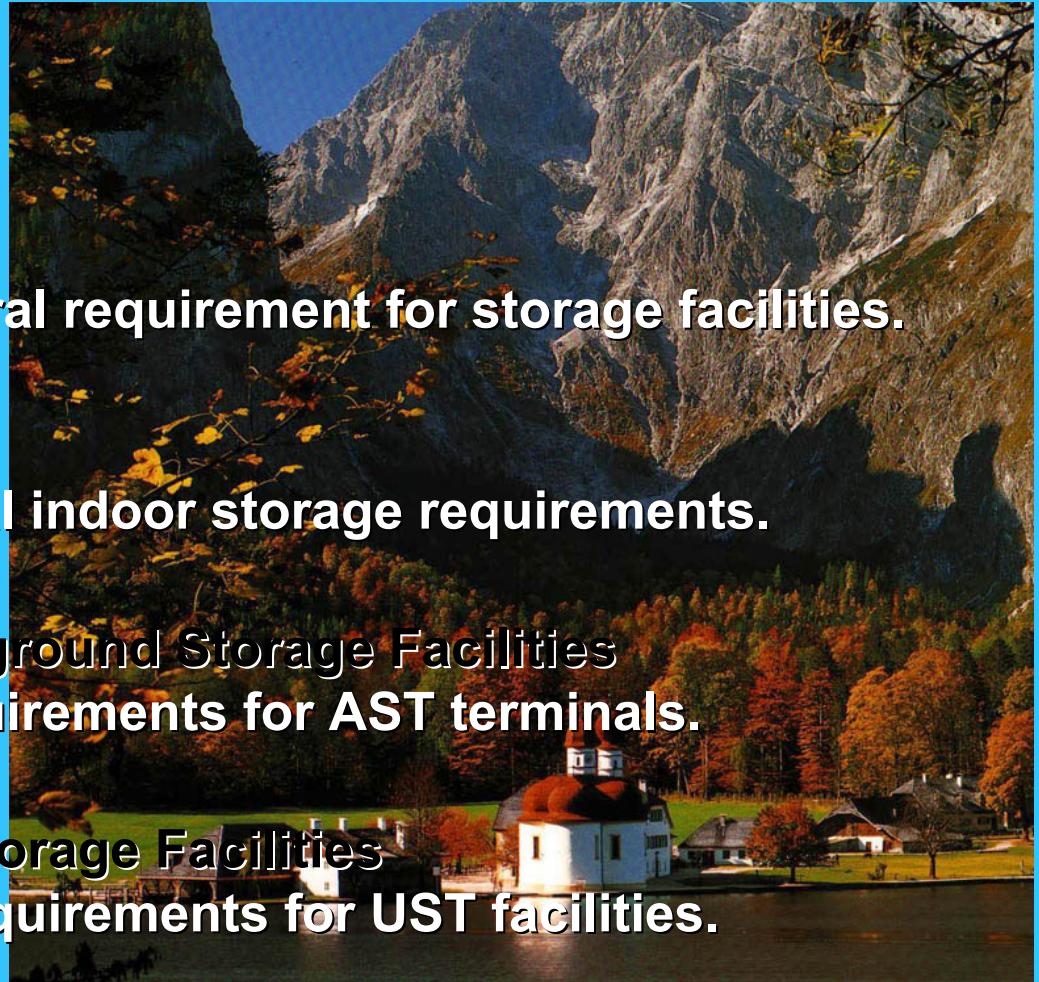 ral requirement for storage facilities.
l indoor storage requirements.
ground Storage Facilities
uirements for AST terminals.
orage Facilities
quirements for UST facilities.